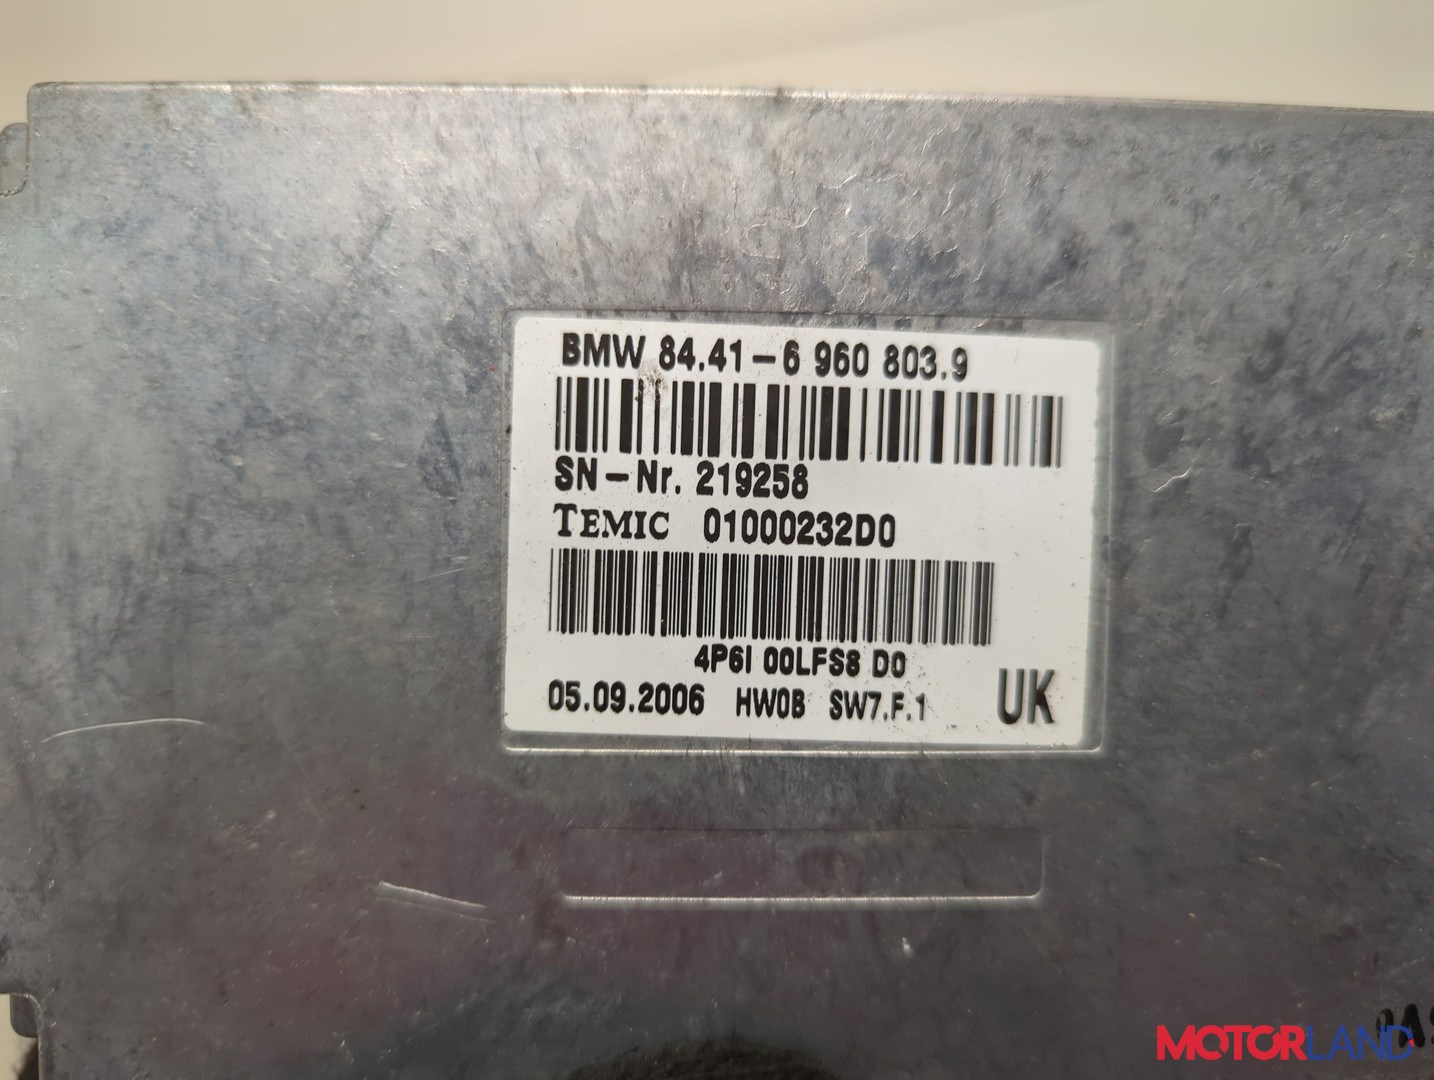 BMW 84.41-6 960 803.9
SN-Nr. 219258
TEMIC 01000232D0
4P6I 00LFS8 D0
05.09.2006 HW0B SW7.F.1 UK
MOTORLAND